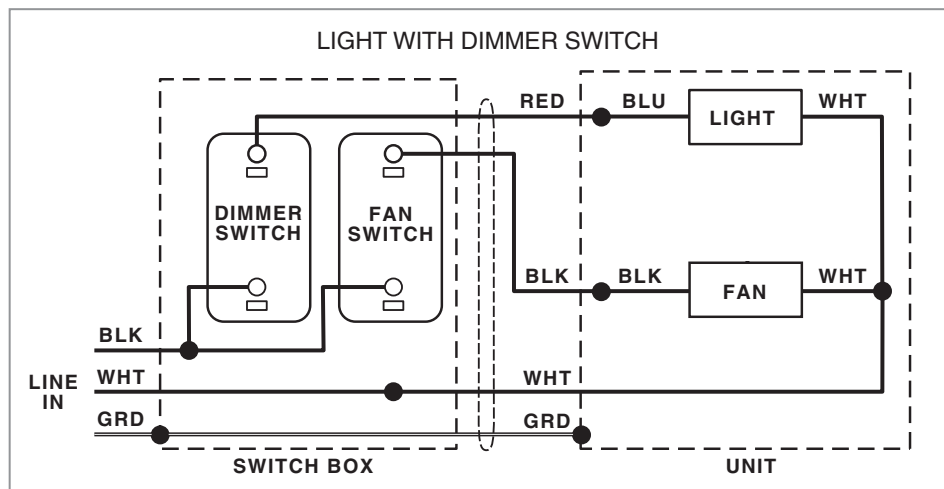 LIGHT WITH DIMMER SWITCH
RED
BLU
LIGHT
WHT
DIMMER
SWITCH
FAN
SWITCH
BLK
BLK
FAN
WHT
BLK
LINE
IN
WHT
WHT
GRD
GRD
SWITCH BOX
UNIT